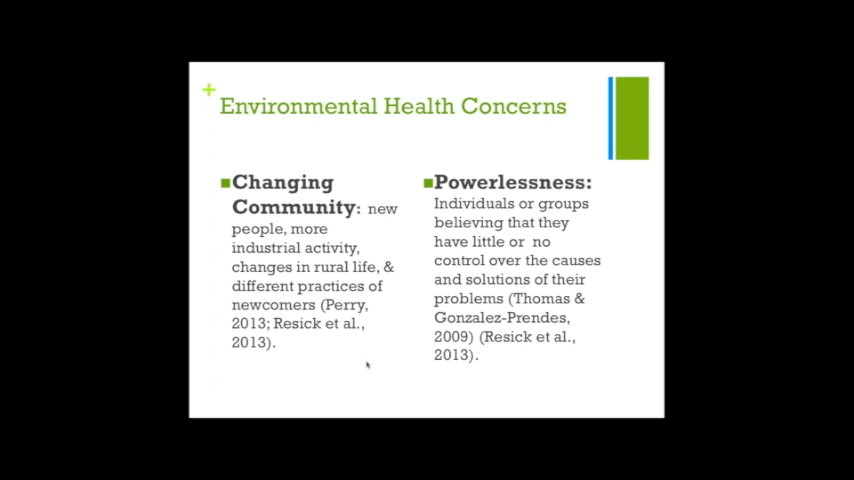 +
Environmental Health Concerns
Changing
Community: new
people, more
industrial activity,
changes in rural life, &
different practices of
newcomers (Perry,
2013; Resick et al.,
2013).
Powerlessness:
Individuals or groups
believing that they
have little or no
control over the causes
and solutions of their
problems (Thomas &
Gonzalez-Prendes,
2009) (Resick et al.,
2013).